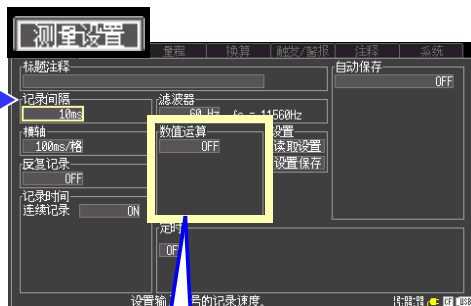 测量设置
量程 换算 触发/警报 注释 系统
标题注释
自动保存
OFF
记录间隔
10ms
滤波器
60 Hz fc = 11560Hz
横轴
100ms/格
数值运算
OFF
设置
读取设置
设置保存
反复记录
OFF
记录时间
连续记录 ON
定时
OF
设置输 号的记录速度。
CF USB